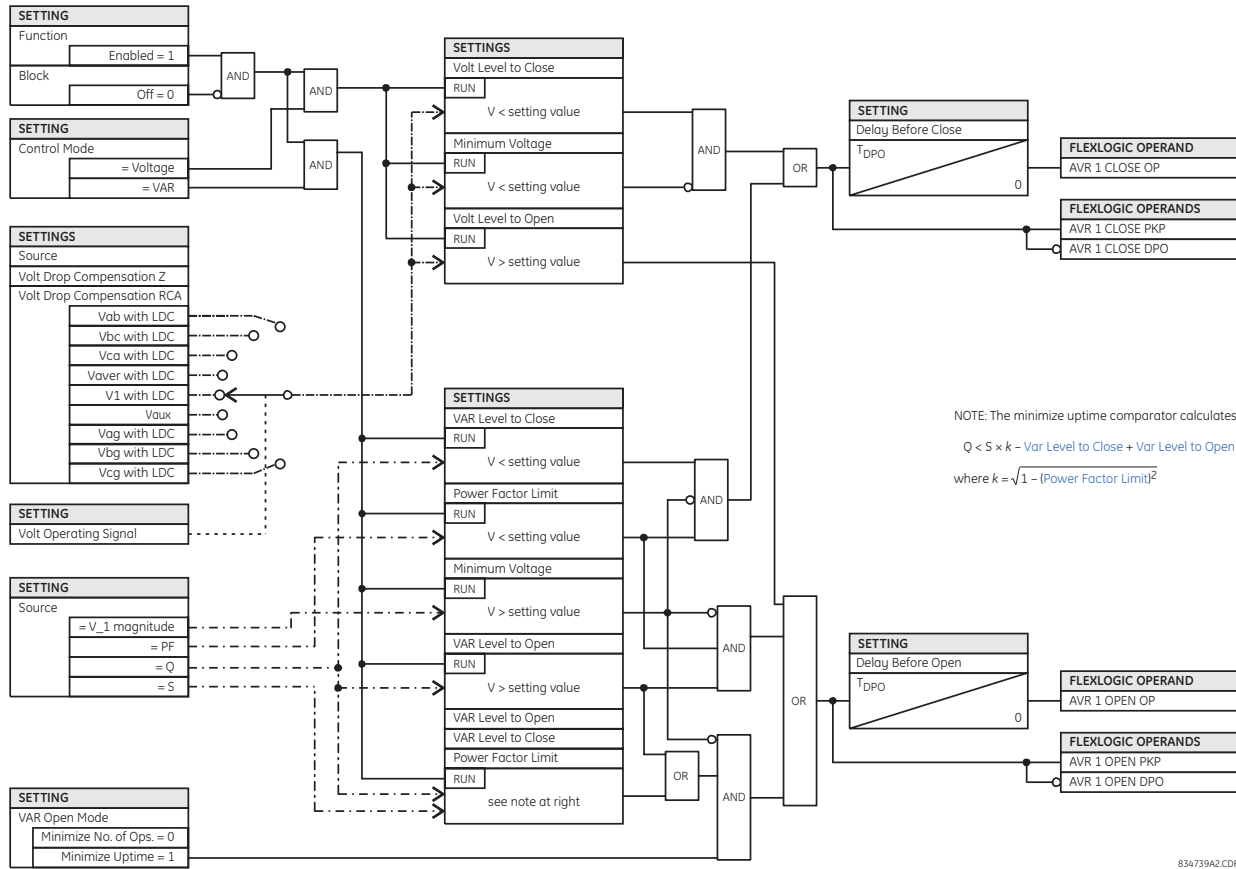 SETTING
Function
Enabled = 1
Block
Off = 0
AND
SETTING
Control Mode
= Voltage
= VAR
AND
AND
SETTINGS
Source
Volt Drop Compensation Z
Volt Drop Compensation RCA
Vab with LDC
Vbc with LDC
Vca with LDC
Vaver with LDC
V1 with LDC
Vaux
Vag with LDC
Vbg with LDC
Vcg with LDC
SETTING
Volt Operating Signal
SETTING
Source
= V_1 magnitude
= PF
= Q
= S
SETTING
VAR Open Mode
Minimize No. of Ops. = 0
Minimize Uptime = 1
SETTINGS
Volt Level to Close
RUN
V < setting value
Minimum Voltage
RUN
V < setting value
Volt Level to Open
RUN
V > setting value
SETTINGS
VAR Level to Close
RUN
V < setting value
Power Factor Limit
RUN
V < setting value
Minimum Voltage
RUN
V > setting value
VAR Level to Open
RUN
V > setting value
VAR Level to Open
VAR Level to Close
Power Factor Limit
RUN
see note at right
AND
OR
AND
AND
OR
AND
OR
SETTING
Delay Before Close
TDPO
0
FLEXLOGIC OPERAND
AVR 1 CLOSE OP
FLEXLOGIC OPERANDS
AVR 1 CLOSE PKP
AVR 1 CLOSE DPO
NOTE: The minimize uptime comparator calculates
Q < S × k – Var Level to Close + Var Level to Open
where k = √1 – (Power Factor Limit)²
SETTING
Delay Before Open
TDPO
0
FLEXLOGIC OPERAND
AVR 1 OPEN OP
FLEXLOGIC OPERANDS
AVR 1 OPEN PKP
AVR 1 OPEN DPO
834739A2.CDR